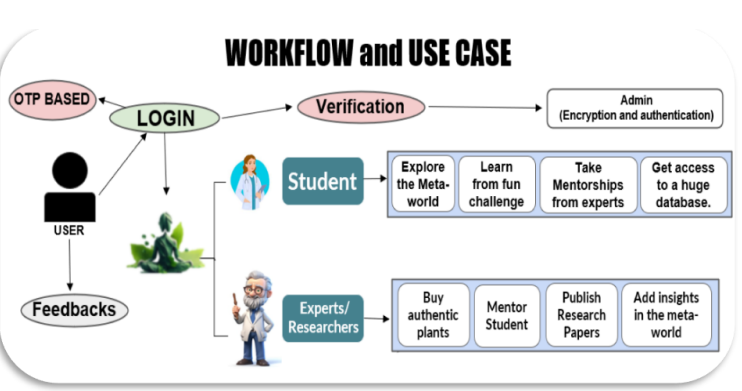 WORKFLOW and USE CASE
OTP BASED
LOGIN
Verification
Admin
(Encryption and authentication)
USER
Feedbacks
Student
Explore
the Meta-
world
Learn
from fun
challenge
Take
Mentorships
from experts
Get access
to a huge
database.
Experts/
Researchers
Buy
authentic
plants
Mentor
Student
Publish
Research
Papers
Add insights
in the meta-
world